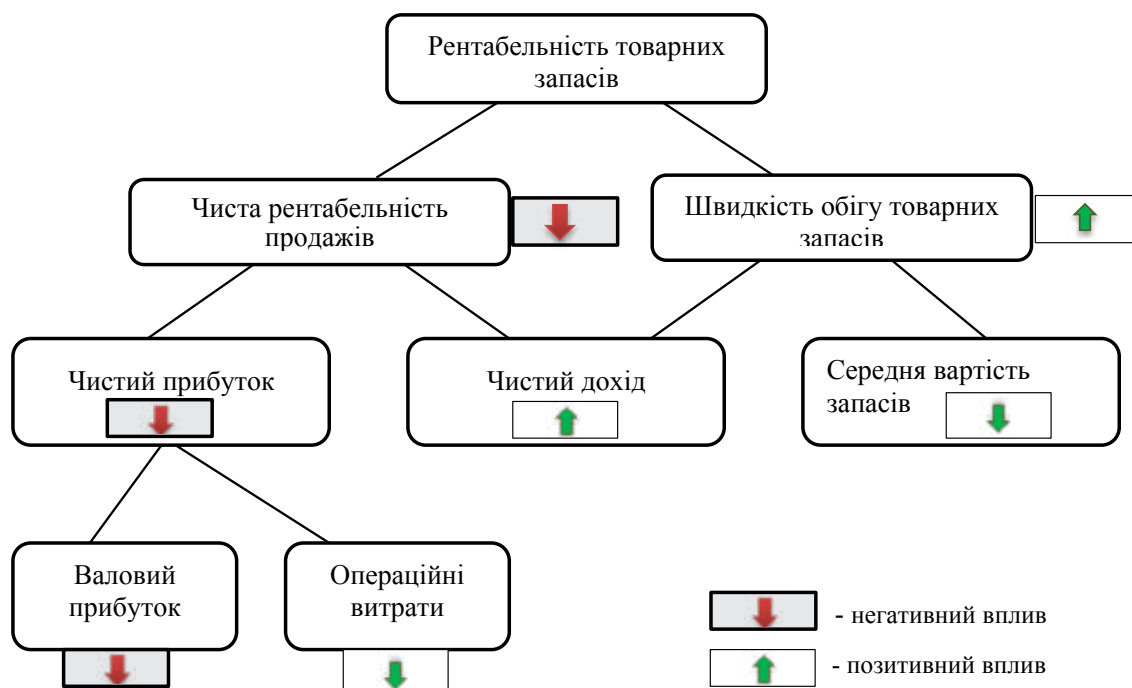 Рентабельність товарних
запасів
Чиста рентабельність
продажів
Швидкість обігу товарних
запасів
Чистий прибуток
Чистий дохід
Середня вартість
запасів
Валовий
прибуток
Операційні
витрати
- негативний вплив
- позитивний вплив